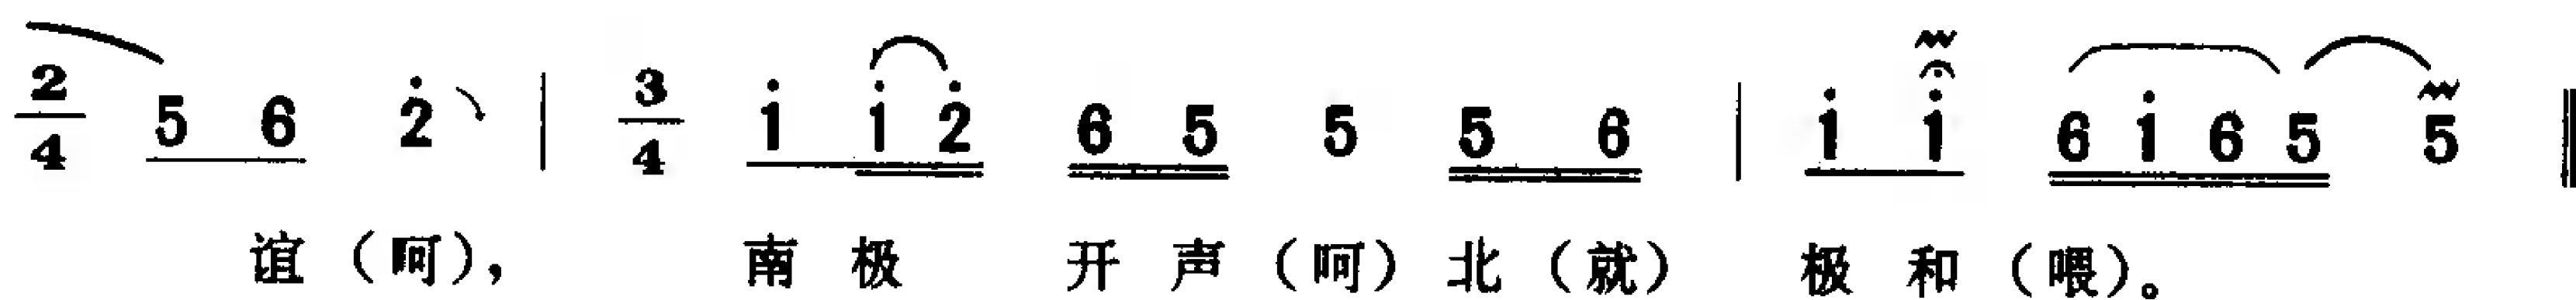 2/4 5 6 2̇ | 3/4 1̇ 1̇ 2̇ 6 5 5 5 6 | 1̇ 1̇ 6 1̇ 6 5 5 ‖
谊（呵），南极 开声（呵）北（就） 极和（喂）。